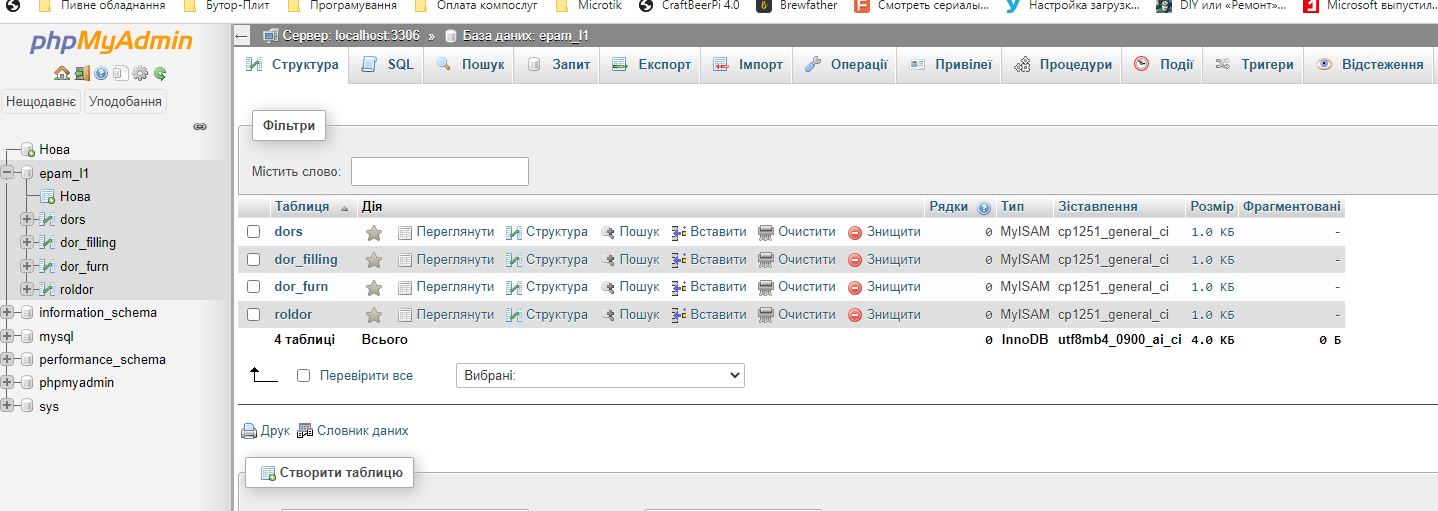 Пивне обладнання Бутор-Плит Програмування Оплата компослуг Microtik CraftBeerPi 4.0 Brewfather Смотреть сериалы... Настройка загрузк... DIY или «Ремонт»... Microsoft выпустил...
phpMyAdmin
Нещодавнє Уподобання
Нова
epam_l1
Нова
dors
dor_filling
dor_furn
roldor
information_schema
mysql
performance_schema
phpmyadmin
sys
Сервер: localhost:3306 » База даних: epam_l1
Структура SQL Пошук Запит Експорт Імпорт Операції Привілеї Процедури Події Тригери Відстеження
Фільтри
Містить слово:
Таблиця Дія Рядки Тип Зіставлення Розмір Фрагментовані
dors Переглянути Структура Пошук Вставити Очистити Знищити 0 MyISAM cp1251_general_ci 1.0 КБ -
dor_filling Переглянути Структура Пошук Вставити Очистити Знищити 0 MyISAM cp1251_general_ci 1.0 КБ -
dor_furn Переглянути Структура Пошук Вставити Очистити Знищити 0 MyISAM cp1251_general_ci 1.0 КБ -
roldor Переглянути Структура Пошук Вставити Очистити Знищити 0 MyISAM cp1251_general_ci 1.0 КБ -
4 таблиці Всього 0 InnoDB utf8mb4_0900_ai_ci 4.0 КБ 0 Б
Перевірити все Вибрані:
Друк Словник даних
Створити таблицю